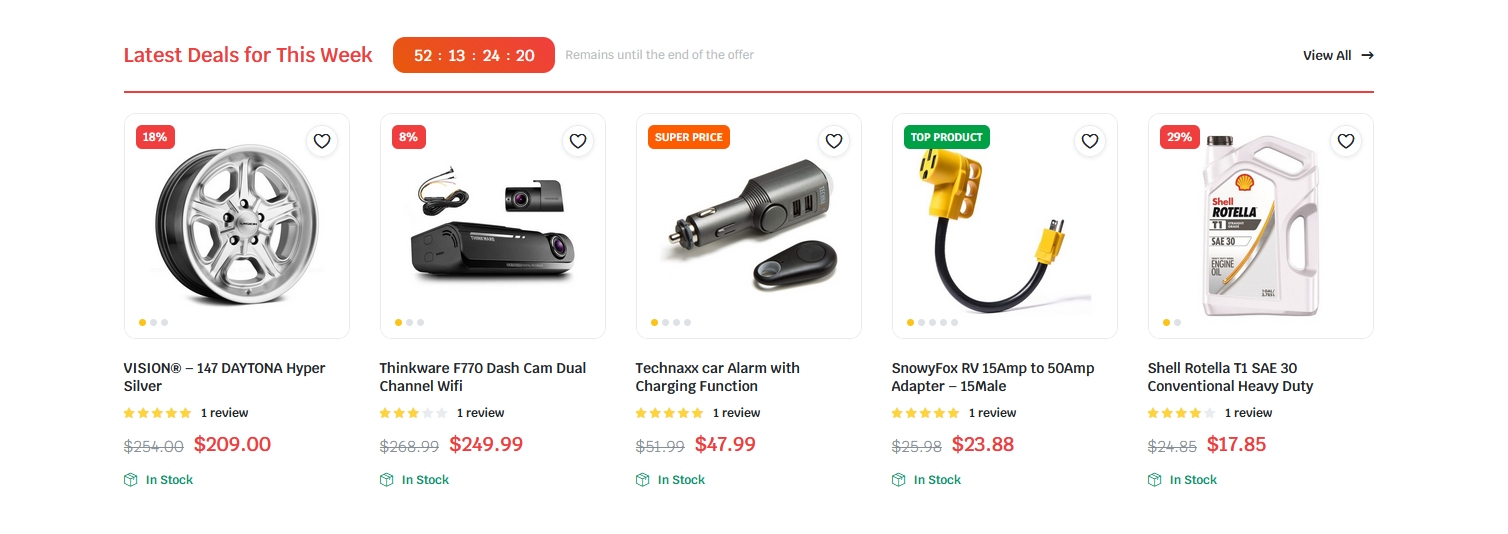 Latest Deals for This Week
52 : 13 : 24 : 20
Remains until the end of the offer
View All →
18%
8%
SUPER PRICE
TOP PRODUCT
29%
THINKWARE
Shell
ROTELLA
T1
SAE 30
ENGINE
OIL
VISION® – 147 DAYTONA Hyper
Silver
1 review
$254.00 $209.00
In Stock
Thinkware F770 Dash Cam Dual
Channel Wifi
1 review
$268.99 $249.99
In Stock
Technaxx car Alarm with
Charging Function
1 review
$51.99 $47.99
In Stock
SnowyFox RV 15Amp to 50Amp
Adapter – 15Male
1 review
$25.98 $23.88
In Stock
Shell Rotella T1 SAE 30
Conventional Heavy Duty
1 review
$24.85 $17.85
In Stock